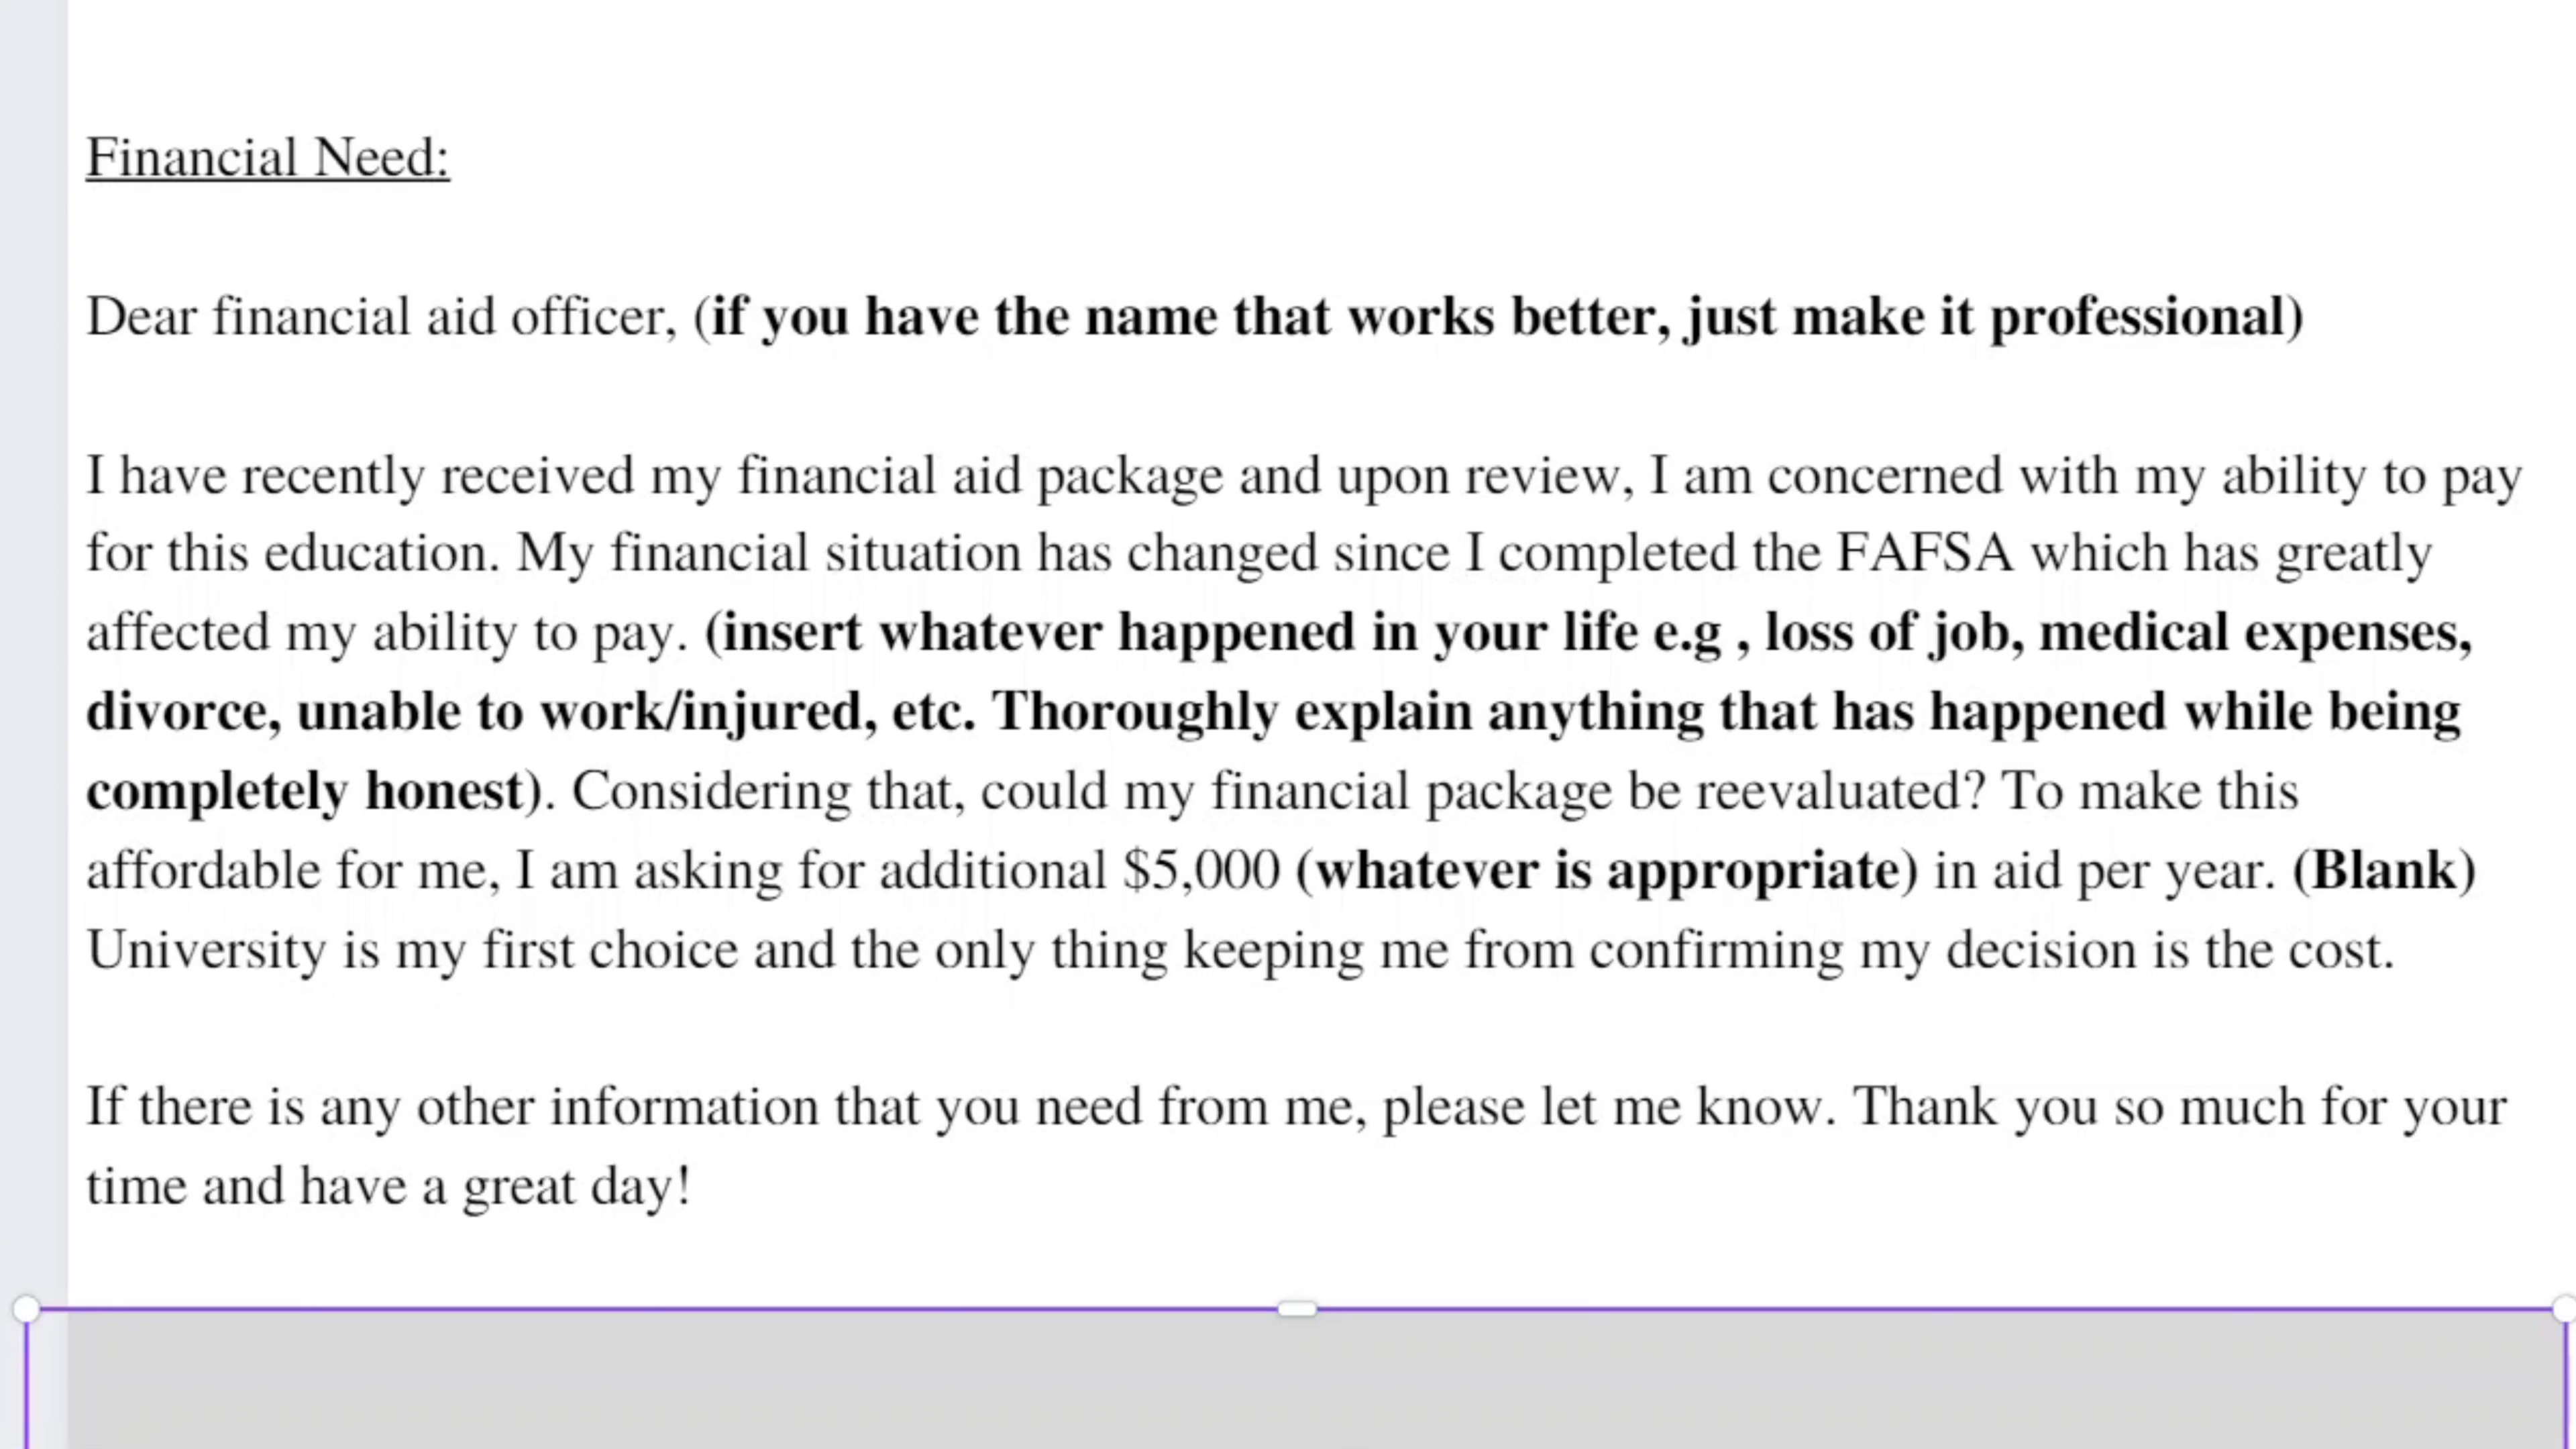 Financial Need:
Dear financial aid officer, (if you have the name that works better, just make it professional)
I have recently received my financial aid package and upon review, I am concerned with my ability to pay
for this education. My financial situation has changed since I completed the FAFSA which has greatly
affected my ability to pay. (insert whatever happened in your life e.g , loss of job, medical expenses,
divorce, unable to work/injured, etc. Thoroughly explain anything that has happened while being
completely honest). Considering that, could my financial package be reevaluated? To make this
affordable for me, I am asking for additional $5,000 (whatever is appropriate) in aid per year. (Blank)
University is my first choice and the only thing keeping me from confirming my decision is the cost.
If there is any other information that you need from me, please let me know. Thank you so much for your
time and have a great day!